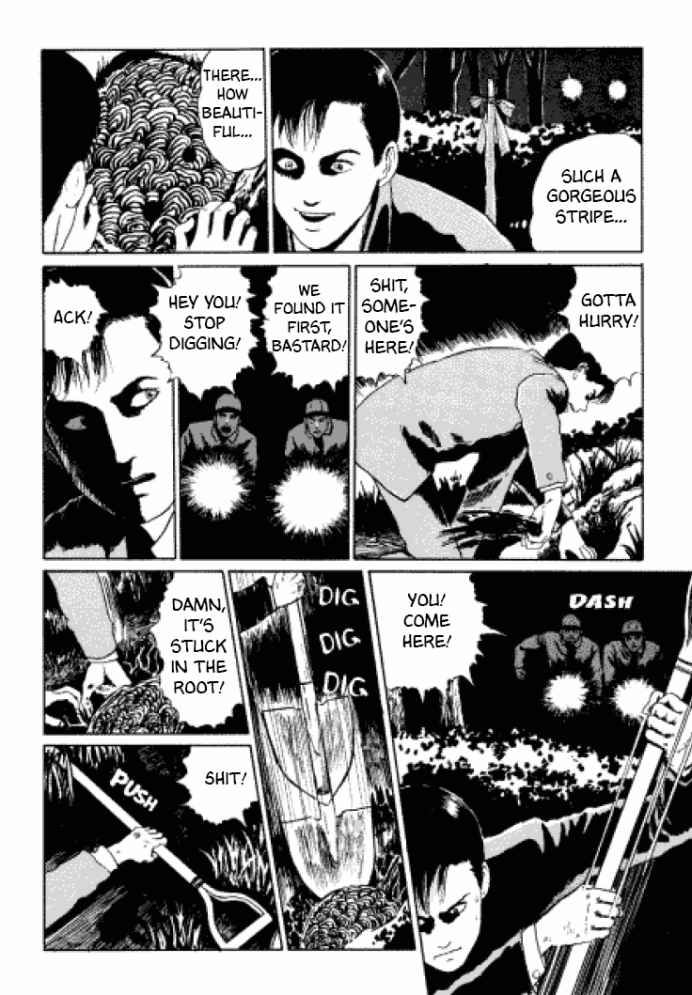 THERE...
HOW
BEAUTI-
FUL...
SUCH A
GORGEOUS
STRIPE...
ACK!
HEY YOU!
STOP
DIGGING!
WE
FOUND IT
FIRST,
BASTARD!
SHIT,
SOME-
ONE'S
HERE!
GOTTA
HURRY!
DAMN,
IT'S
STUCK
IN THE
ROOT!
PUSH
SHIT!
DIG
DIG
DIG
YOU!
COME
HERE!
DASH